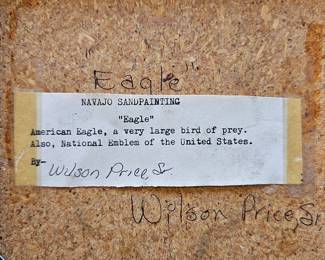 "Eagle"
NAVAJO SANDPAINTING
"Eagle"
American Eagle, a very large bird of prey.
Also, National Emblem of the United States.
By- Wilson Price, Sr.
Wilson Price, Sr